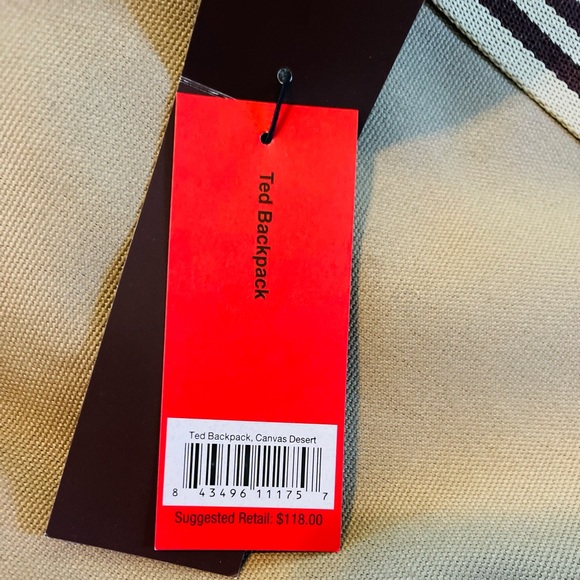 Ted Backpack
Ted Backpack, Canvas Desert
8 43496 11175 7
Suggested Retail: $118.00